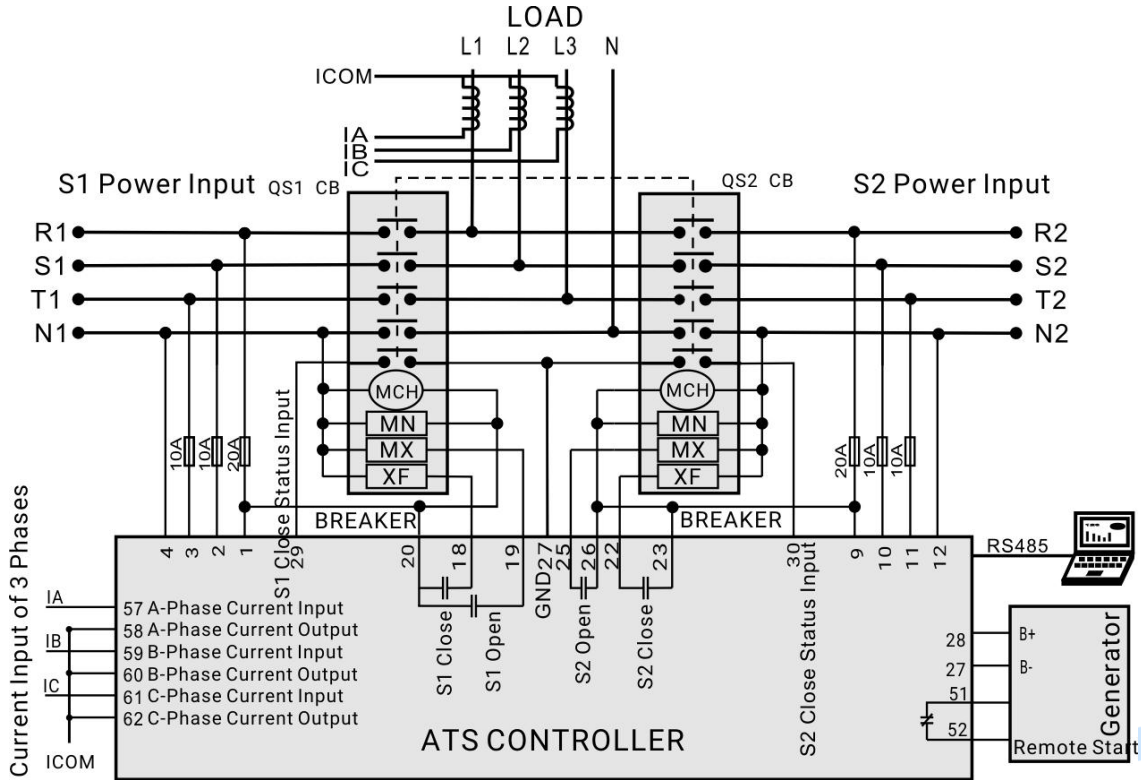 LOAD
L1 L2 L3 N
ICOM
IA
IB
IC
S1 Power Input QS1 CB QS2 CB S2 Power Input
R1 R2
S1 S2
T1 T2
N1 N2
MCH MCH
MN MN
MX MX
XF XF
10A 10A 20A 20A 10A 10A
S1 Close Status Input
BREAKER BREAKER
4 3 2 1 29 20 18 19 27 25 26 22 23 30 9 10 11 12
GND
RS485
S1 Close
S1 Open
S2 Open
S2 Close
S2 Close Status Input
Current Input of 3 Phases
IA
57 A-Phase Current Input
58 A-Phase Current Output
IB
59 B-Phase Current Input
60 B-Phase Current Output
IC
61 C-Phase Current Input
62 C-Phase Current Output
ICOM
ATS CONTROLLER
28 B+
27 B-
51
52
Generator
Remote Start